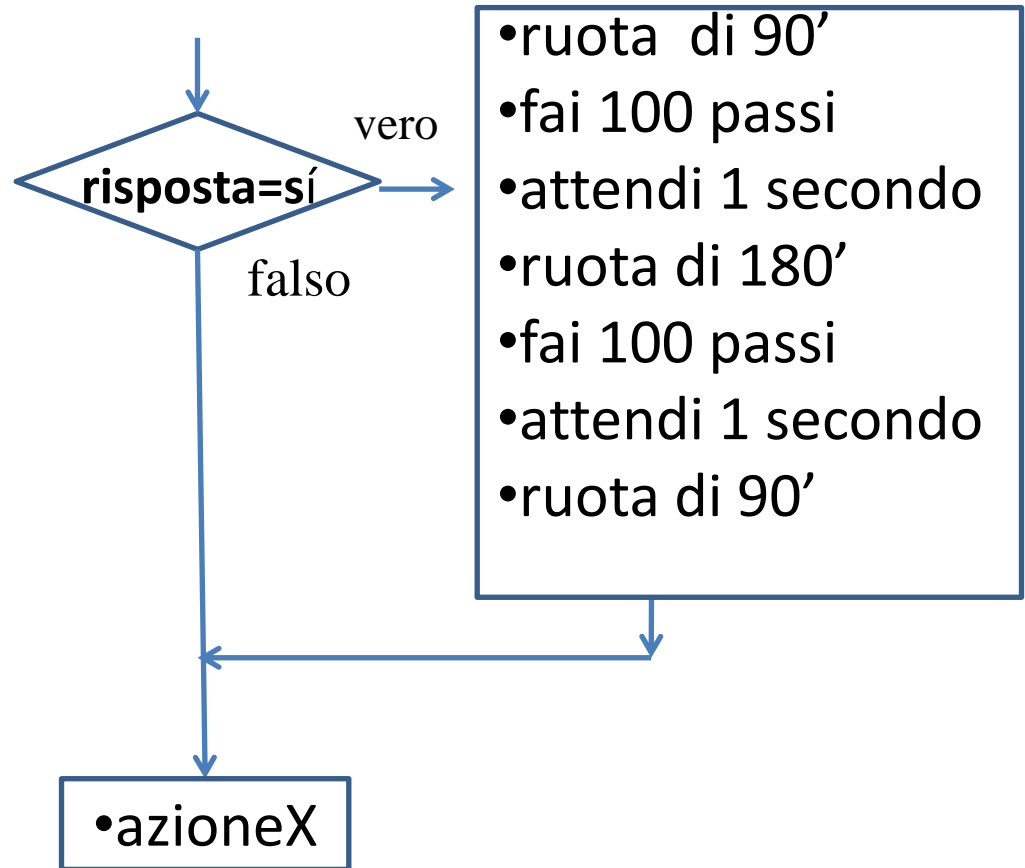 •ruota  di 90’
•fai 100 passi
•attendi 1 secondo
•ruota di 180’
•fai 100 passi
•attendi 1 secondo
•ruota di 90’
vero
risposta=sí
falso
•azioneX